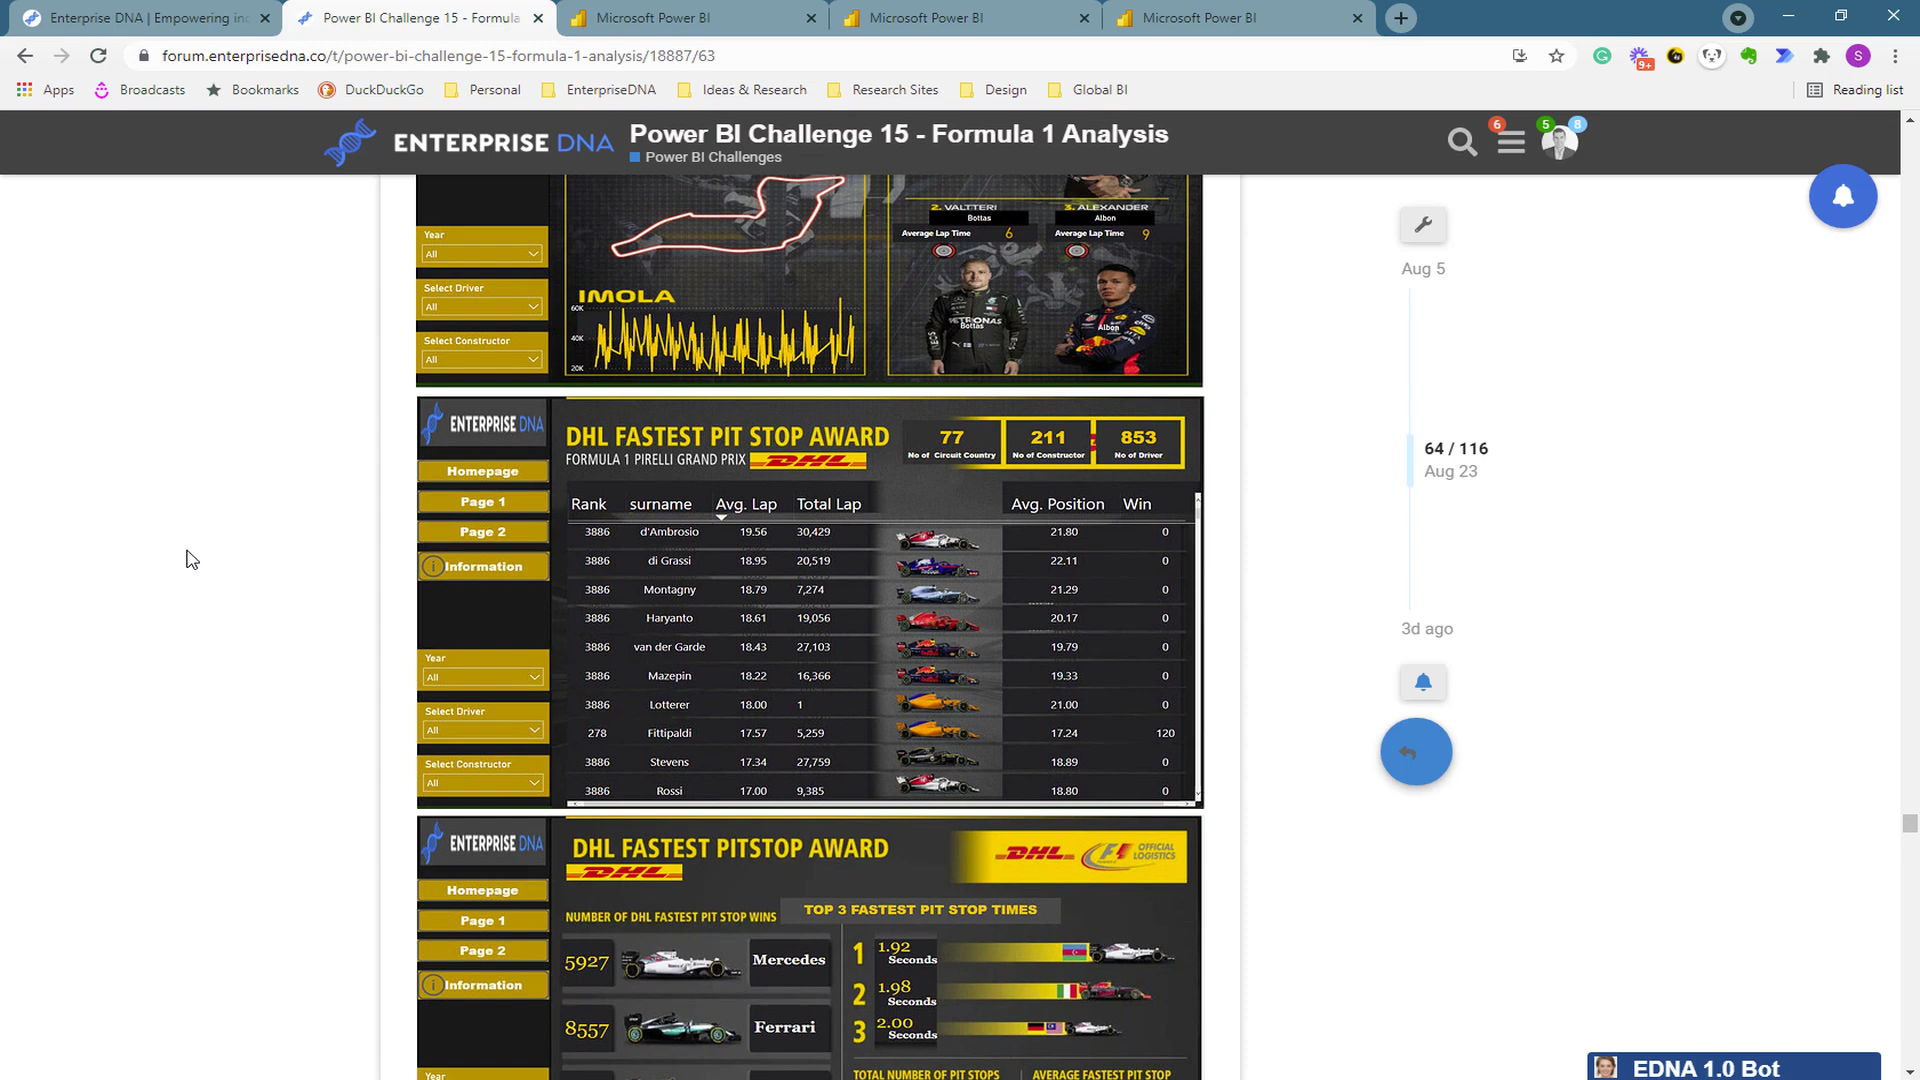 Enterprise DNA | Empowering in
Power BI Challenge 15 - Formula
Microsoft Power BI
Microsoft Power BI
Microsoft Power BI
forum.enterprisedna.co/t/power-bi-challenge-15-formula-1-analysis/18887/63
9+
S
Apps
Broadcasts
Bookmarks
DuckDuckGo
Personal
EnterpriseDNA
Ideas & Research
Research Sites
Design
Global BI
Reading list
ENTERPRISE DNA
Power BI Challenge 15 - Formula 1 Analysis
Power BI Challenges
6
5
8
Year
All
Select Driver
All
Select Constructor
All
IMOLA
60K
40K
20K
2. VALTTERI
Bottas
Average Lap Time 6
3. ALEXANDER
Albon
Average Lap Time 9
PETRONAS
Bottas
Albon
Aug 5
64 / 116
Aug 23
3d ago
ENTERPRISE DNA
Homepage
Page 1
Page 2
Information
Year
All
Select Driver
All
Select Constructor
All
DHL FASTEST PIT STOP AWARD
FORMULA 1 PIRELLI GRAND PRIX DHL
77
No of Circuit Country
211
No of Constructor
853
No of Driver
Rank surname Avg. Lap Total Lap Avg. Position Win
3886 d'Ambrosio 19.56 30,429 21.80 0
3886 di Grassi 18.95 20,519 22.11 0
3886 Montagny 18.79 7,274 21.29 0
3886 Haryanto 18.61 19,056 20.17 0
3886 van der Garde 18.43 27,103 19.79 0
3886 Mazepin 18.22 16,366 19.33 0
3886 Lotterer 18.00 1 21.00 0
278 Fittipaldi 17.57 5,259 17.24 120
3886 Stevens 17.34 27,759 18.89 0
3886 Rossi 17.00 9,385 18.80 0
ENTERPRISE DNA
Homepage
Page 1
Page 2
Information
Year
DHL FASTEST PITSTOP AWARD
DHL
DHL F1 OFFICIAL LOGISTICS
NUMBER OF DHL FASTEST PIT STOP WINS
TOP 3 FASTEST PIT STOP TIMES
5927 Mercedes
8557 Ferrari
1 1.92 Seconds
2 1.98 Seconds
3 2.00 Seconds
TOTAL NUMBER OF PIT STOPS | AVERAGE FASTEST PIT STOP
EDNA 1.0 Bot